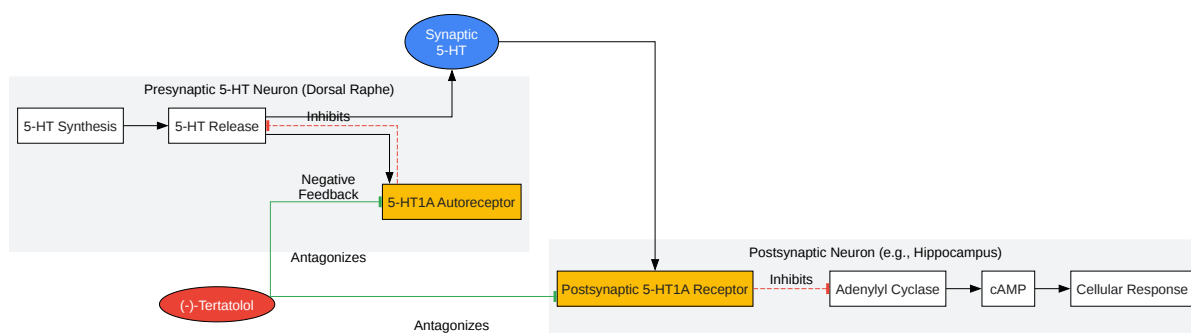 Synaptic
5-HT
Presynaptic 5-HT Neuron (Dorsal Raphe)
5-HT Synthesis
5-HT Release
Inhibits
Negative
Feedback
5-HT1A Autoreceptor
Antagonizes
Postsynaptic Neuron (e.g., Hippocampus)
(-)-Tertatolol
Postsynaptic 5-HT1A Receptor
Inhibits
Adenylyl Cyclase
cAMP
Cellular Response
Antagonizes